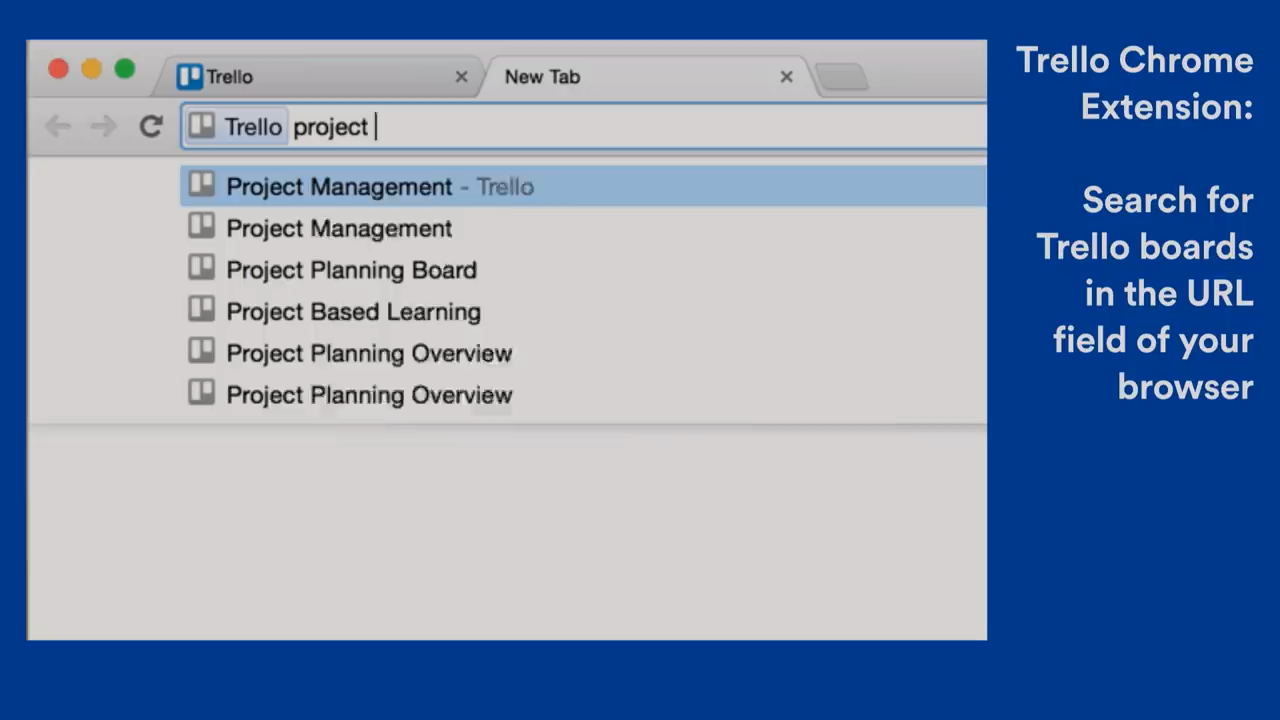 Trello
New Tab
Trello project
Project Management - Trello
Project Management
Project Planning Board
Project Based Learning
Project Planning Overview
Project Planning Overview
Trello Chrome
Extension:
Search for
Trello boards
in the URL
field of your
browser